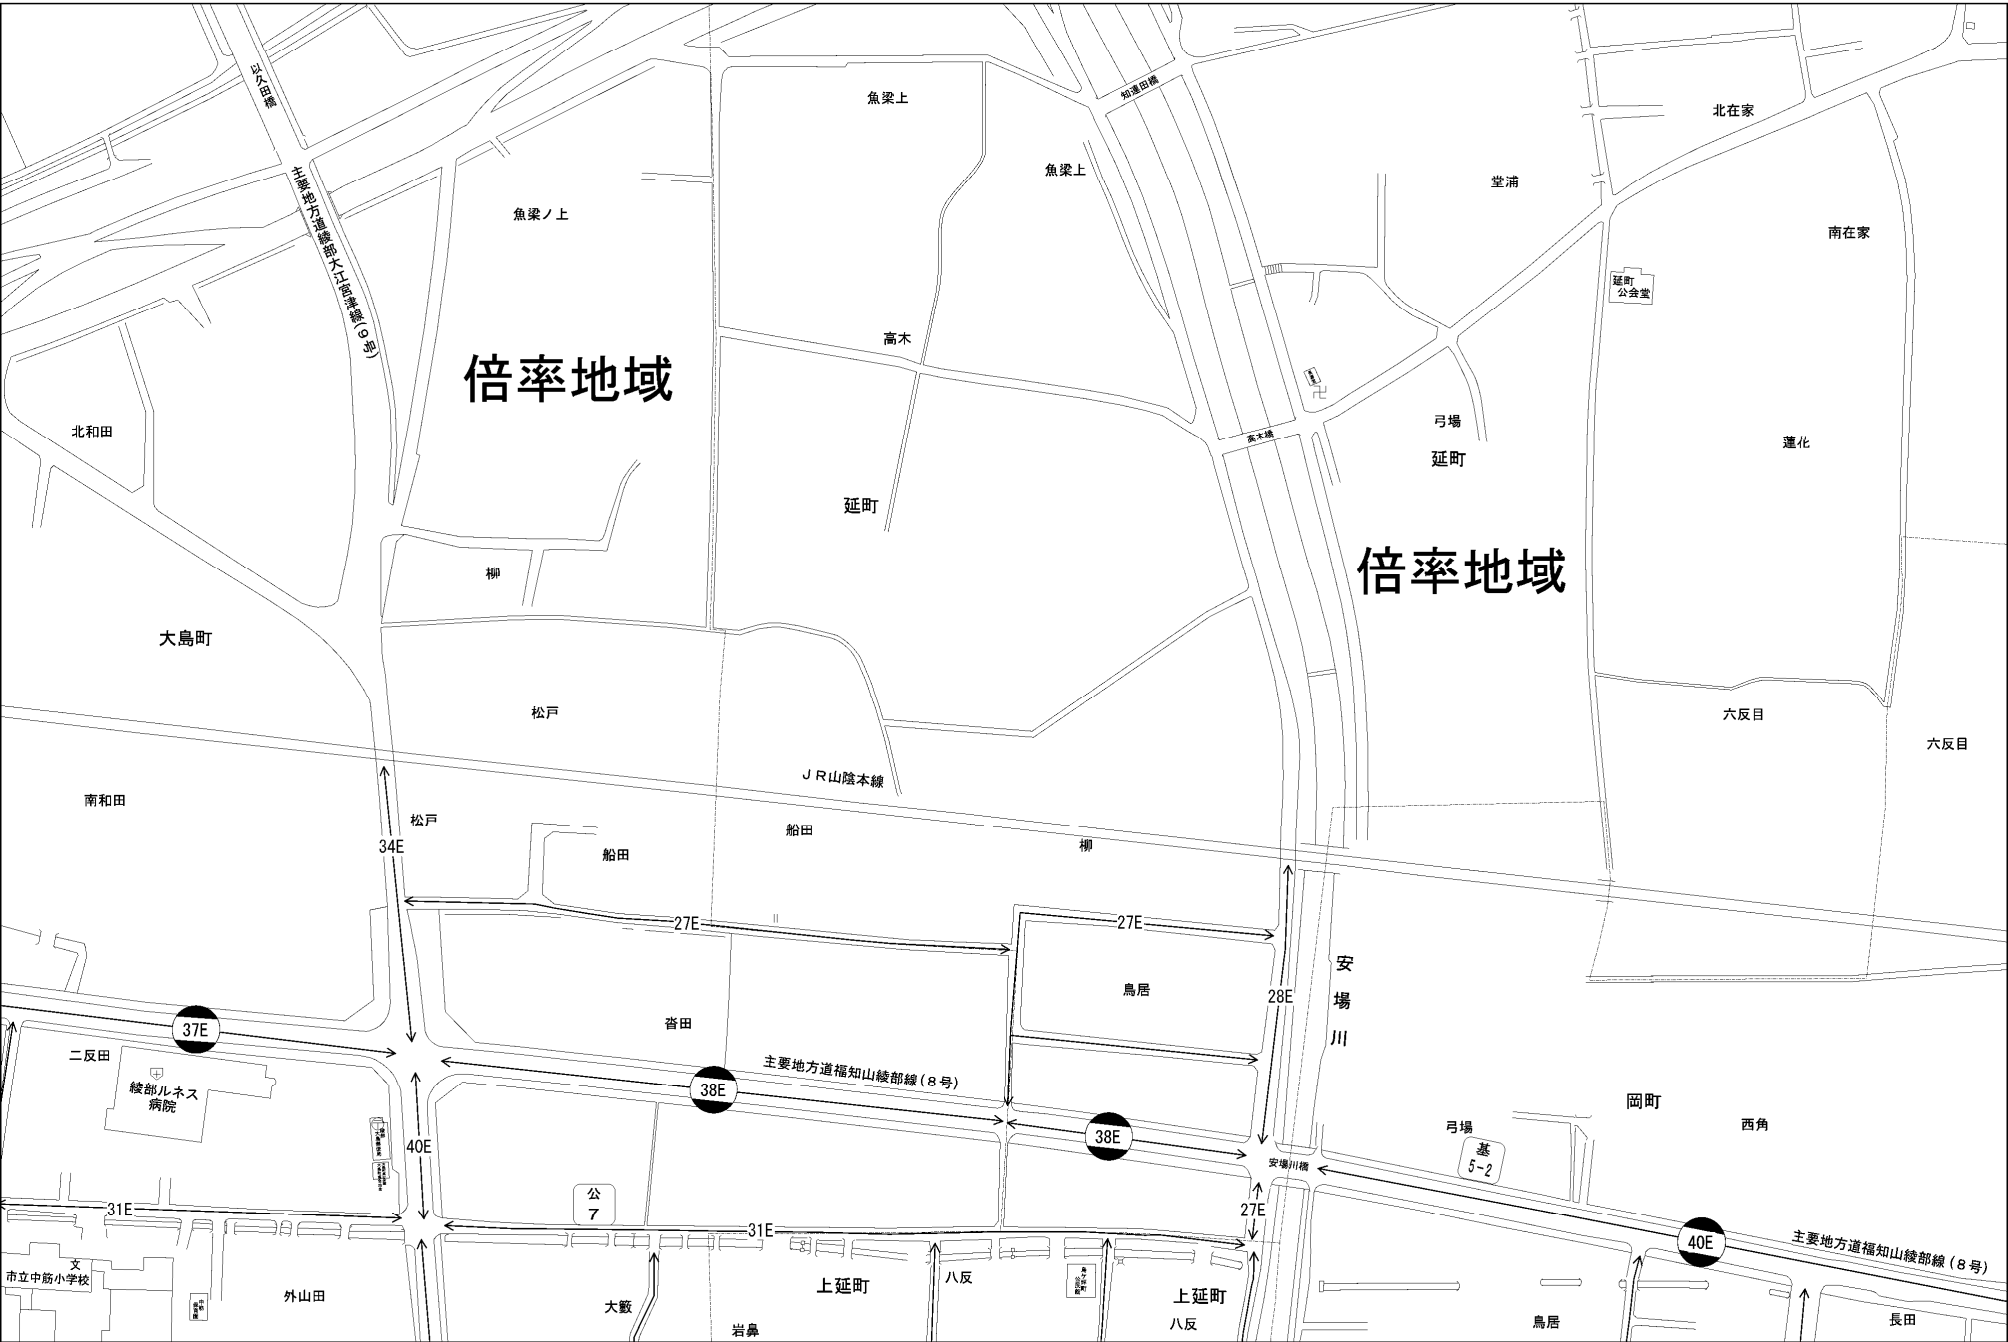 以久田橋
知連田橋
魚梁上
北在家
魚梁上
主要地方道綾部大江宮津線(9号)
堂浦
魚梁ノ上
南在家
延町
公会堂
高木
倍率地域
弓場
北和田
高木橋
蓮化
延町
延町
倍率地域
柳
大島町
松戸
六反目
六反目
JR山陰本線
南和田
松戸
船田
柳
34E
船田
27E
27E
安場川
鳥居
28E
沓田
37E
二反田
主要地方道福知山綾部線(8号)
綾部ルネス
病院
38E
岡町
西角
弓場
38E
40E
基
5-2
安場川橋
公
7
31E
27E
31E
40E
主要地方道福知山綾部線(8号)
文
市立中筋小学校
八反
上延町
外山田
上延町
大籔
八反
鳥居
長田
岩鼻